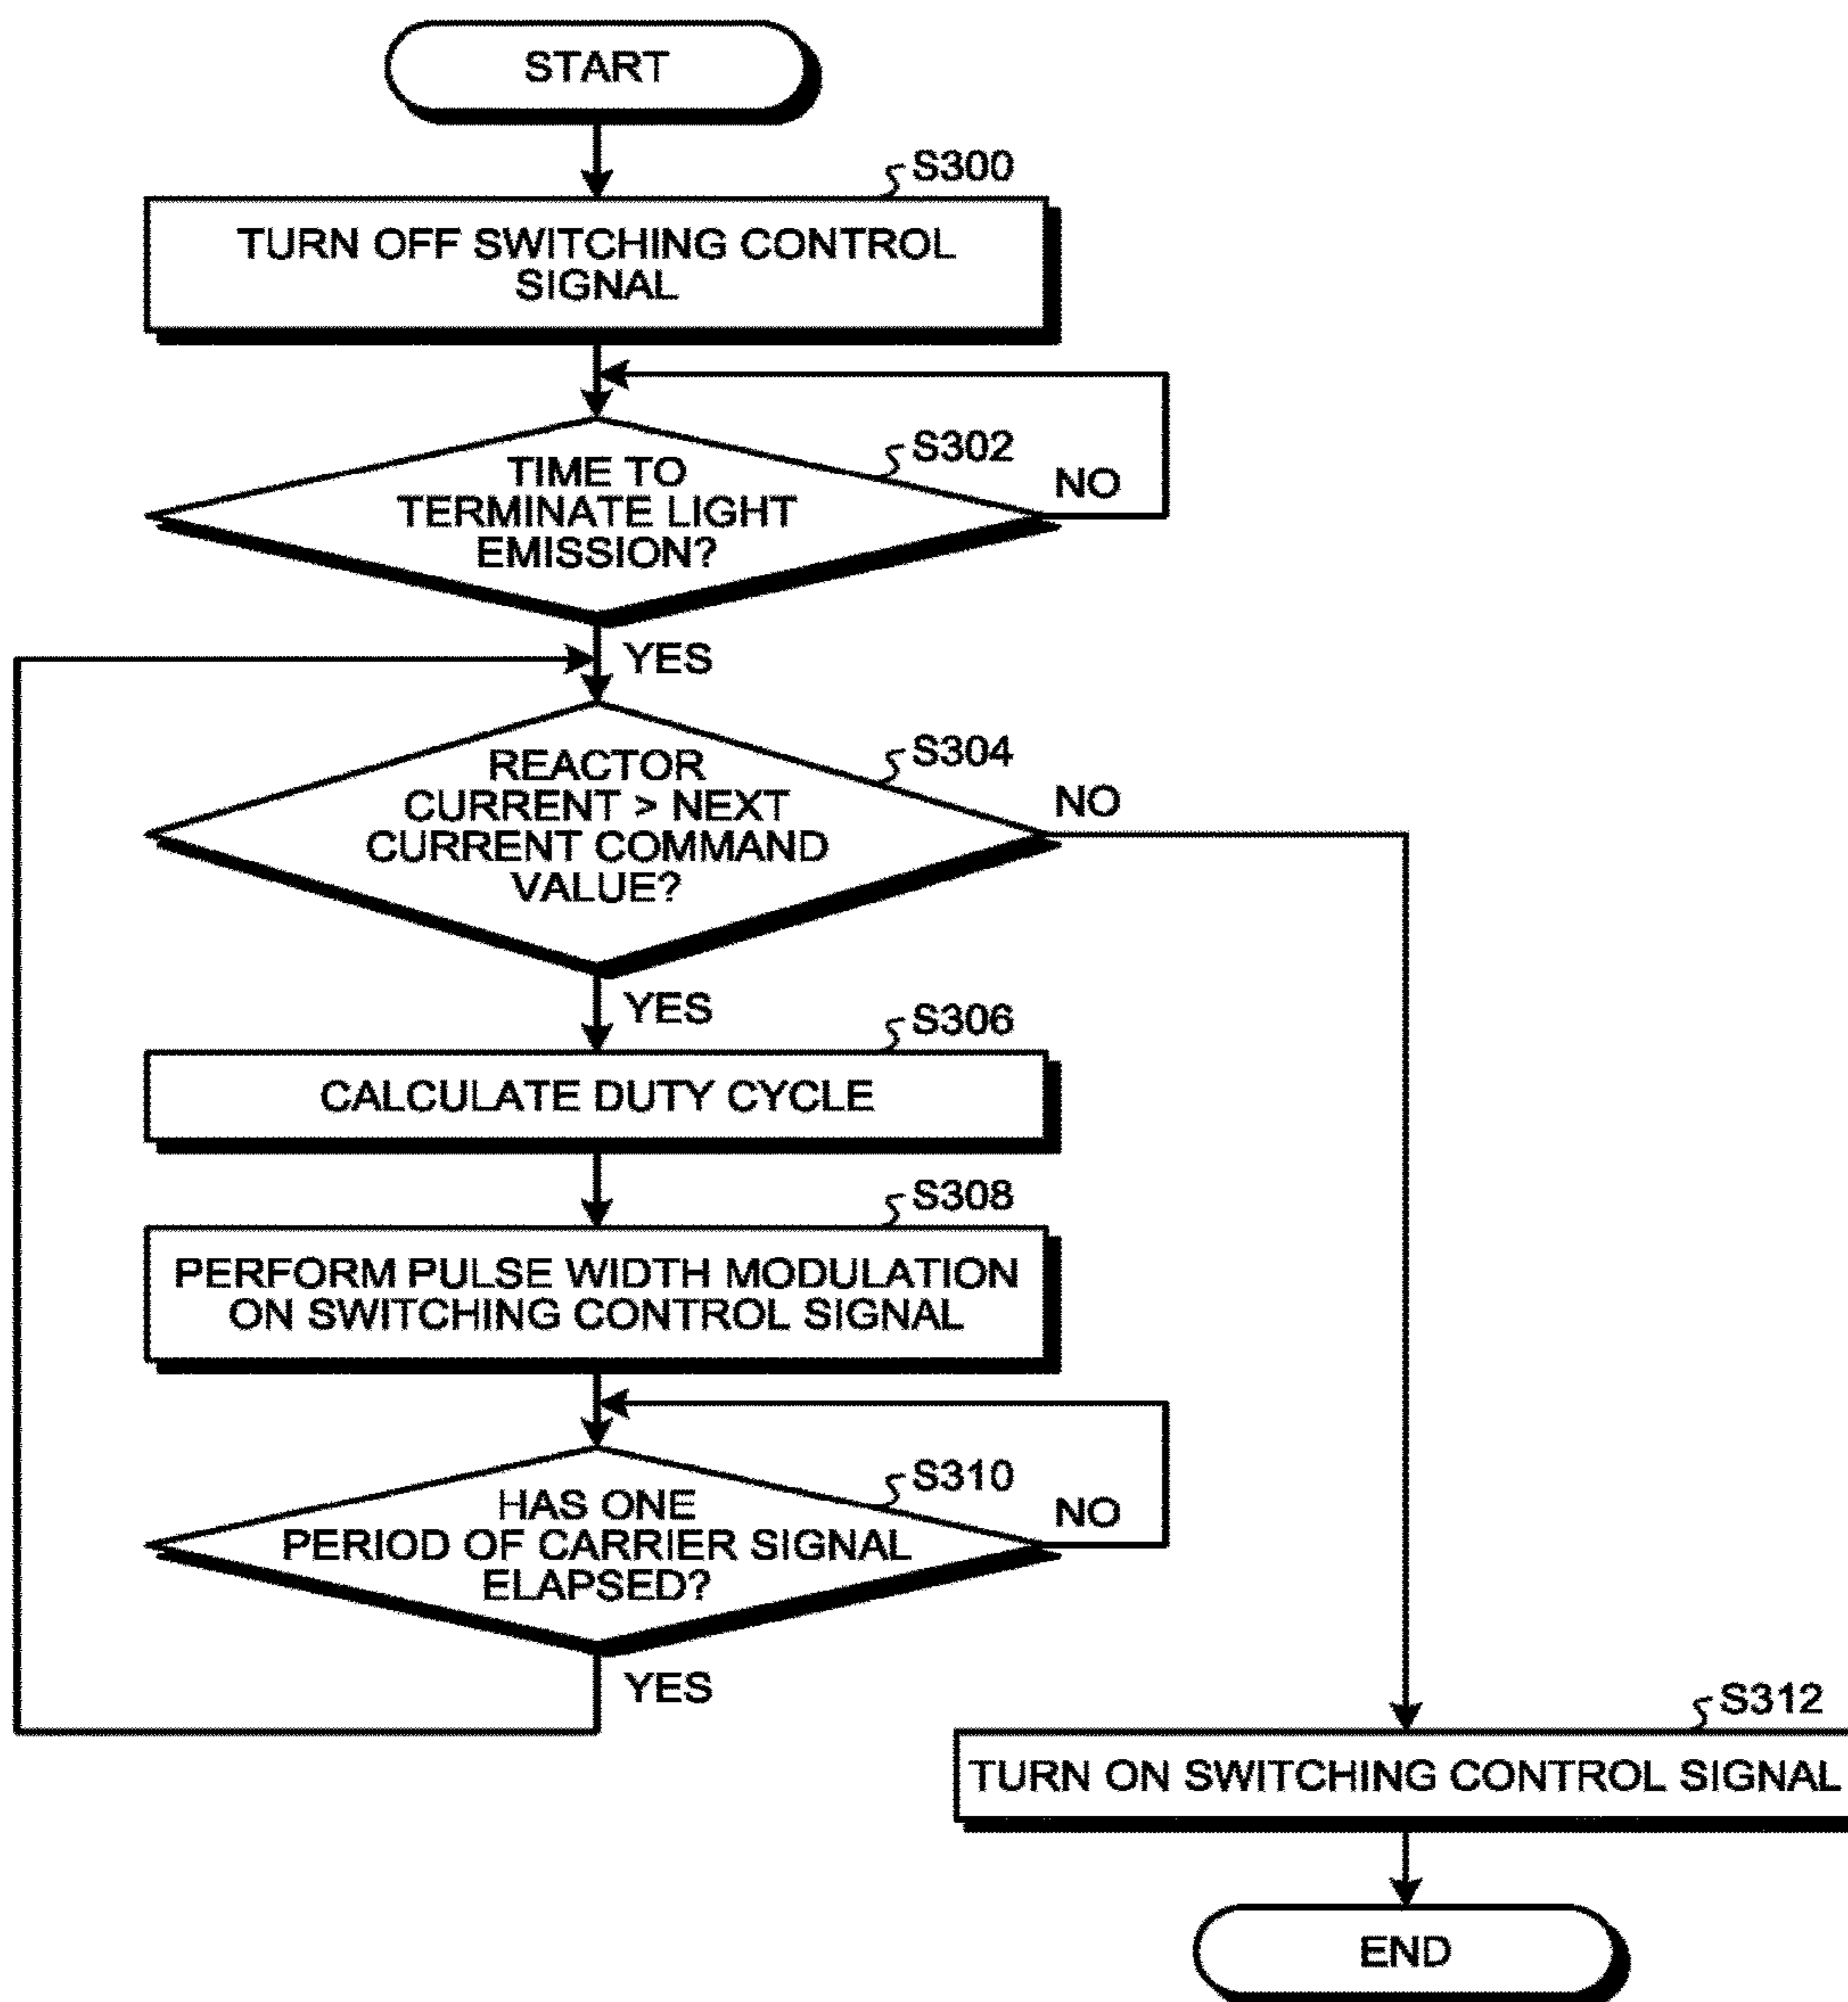 START
S300
TURN OFF SWITCHING CONTROL
SIGNAL
S302
TIME TO
TERMINATE LIGHT
EMISSION?
NO
YES
S304
REACTOR
CURRENT > NEXT
CURRENT COMMAND
VALUE?
NO
YES
S306
CALCULATE DUTY CYCLE
S308
PERFORM PULSE WIDTH MODULATION
ON SWITCHING CONTROL SIGNAL
S310
HAS ONE
PERIOD OF CARRIER SIGNAL
ELAPSED?
NO
YES
S312
TURN ON SWITCHING CONTROL SIGNAL
END